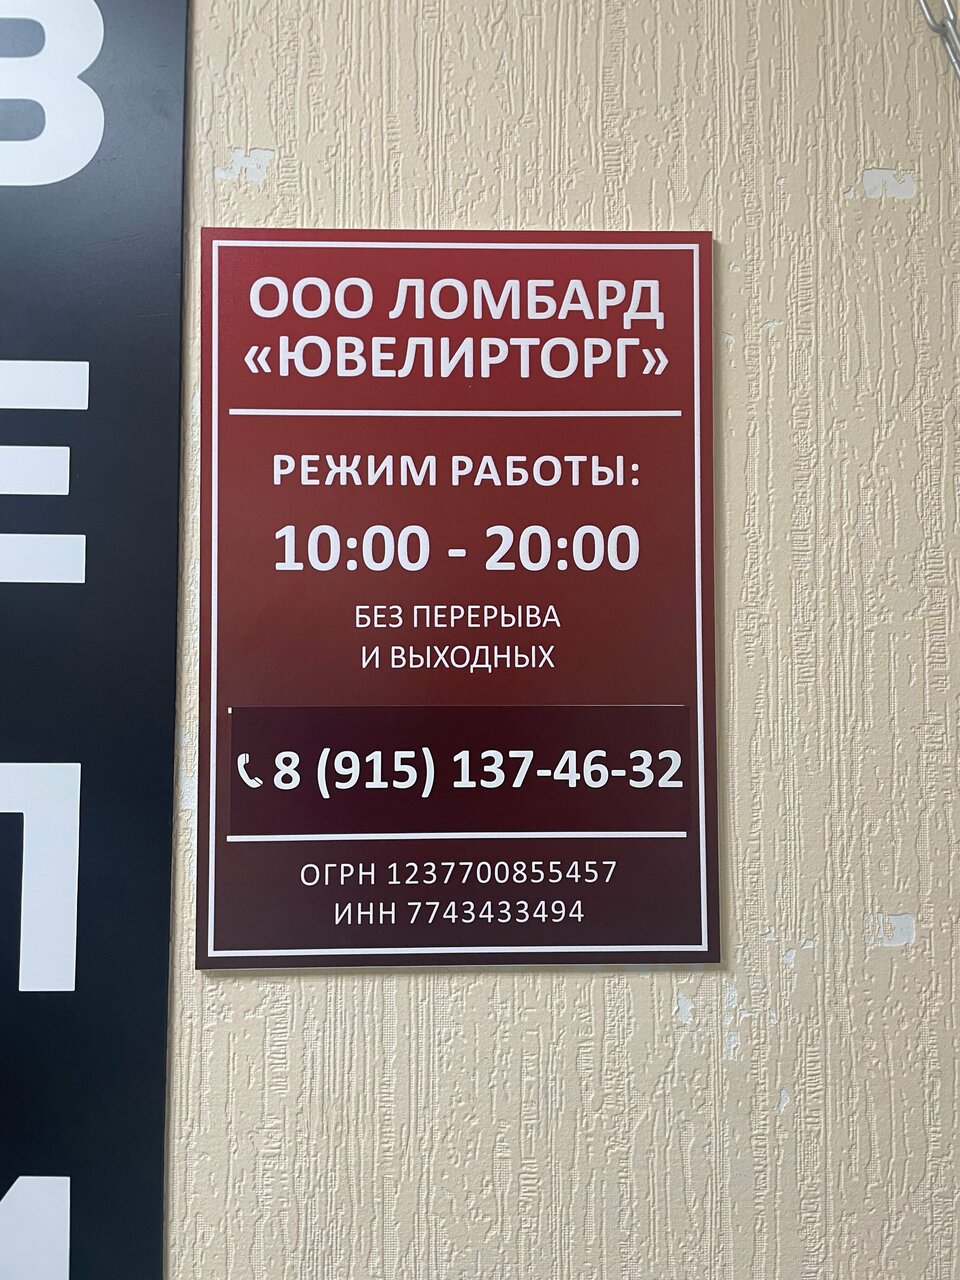 ООО ЛОМБАРД
«ЮВЕЛИРТОРГ»
РЕЖИМ РАБОТЫ:
10:00 - 20:00
БЕЗ ПЕРЕРЫВА
И ВЫХОДНЫХ
8 (915) 137-46-32
ОГРН 1237700855457
ИНН 7743433494